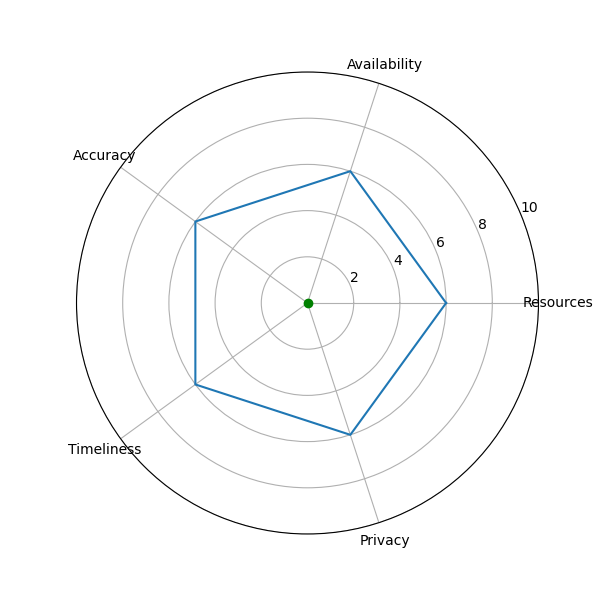 Availability
Accuracy
10
8
6
4
2
Resources
Timeliness
Privacy